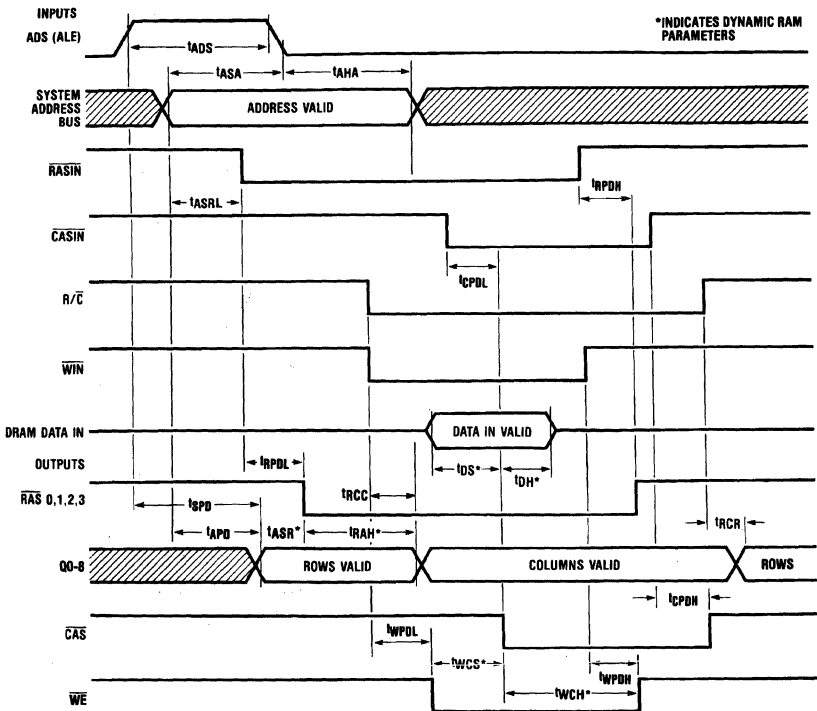 INPUTS
ADS (ALE)
*INDICATES DYNAMIC RAM
PARAMETERS
tADS
tASA
tAHA
SYSTEM
ADDRESS
BUS
ADDRESS VALID
RASIN
tRPDH
tASRL
CASIN
tCPDL
R/C
WIN
DRAM DATA IN
DATA IN VALID
OUTPUTS
tRPDL
tDS*
tDH*
tRCC
RAS 0,1,2,3
tSPD
tRCR
tAPD
tASR*
tRAH*
Q0-8
ROWS VALID
COLUMNS VALID
ROWS
tCPDH
CAS
tWPDL
tWCS*
tWPDH
tWCH*
WE